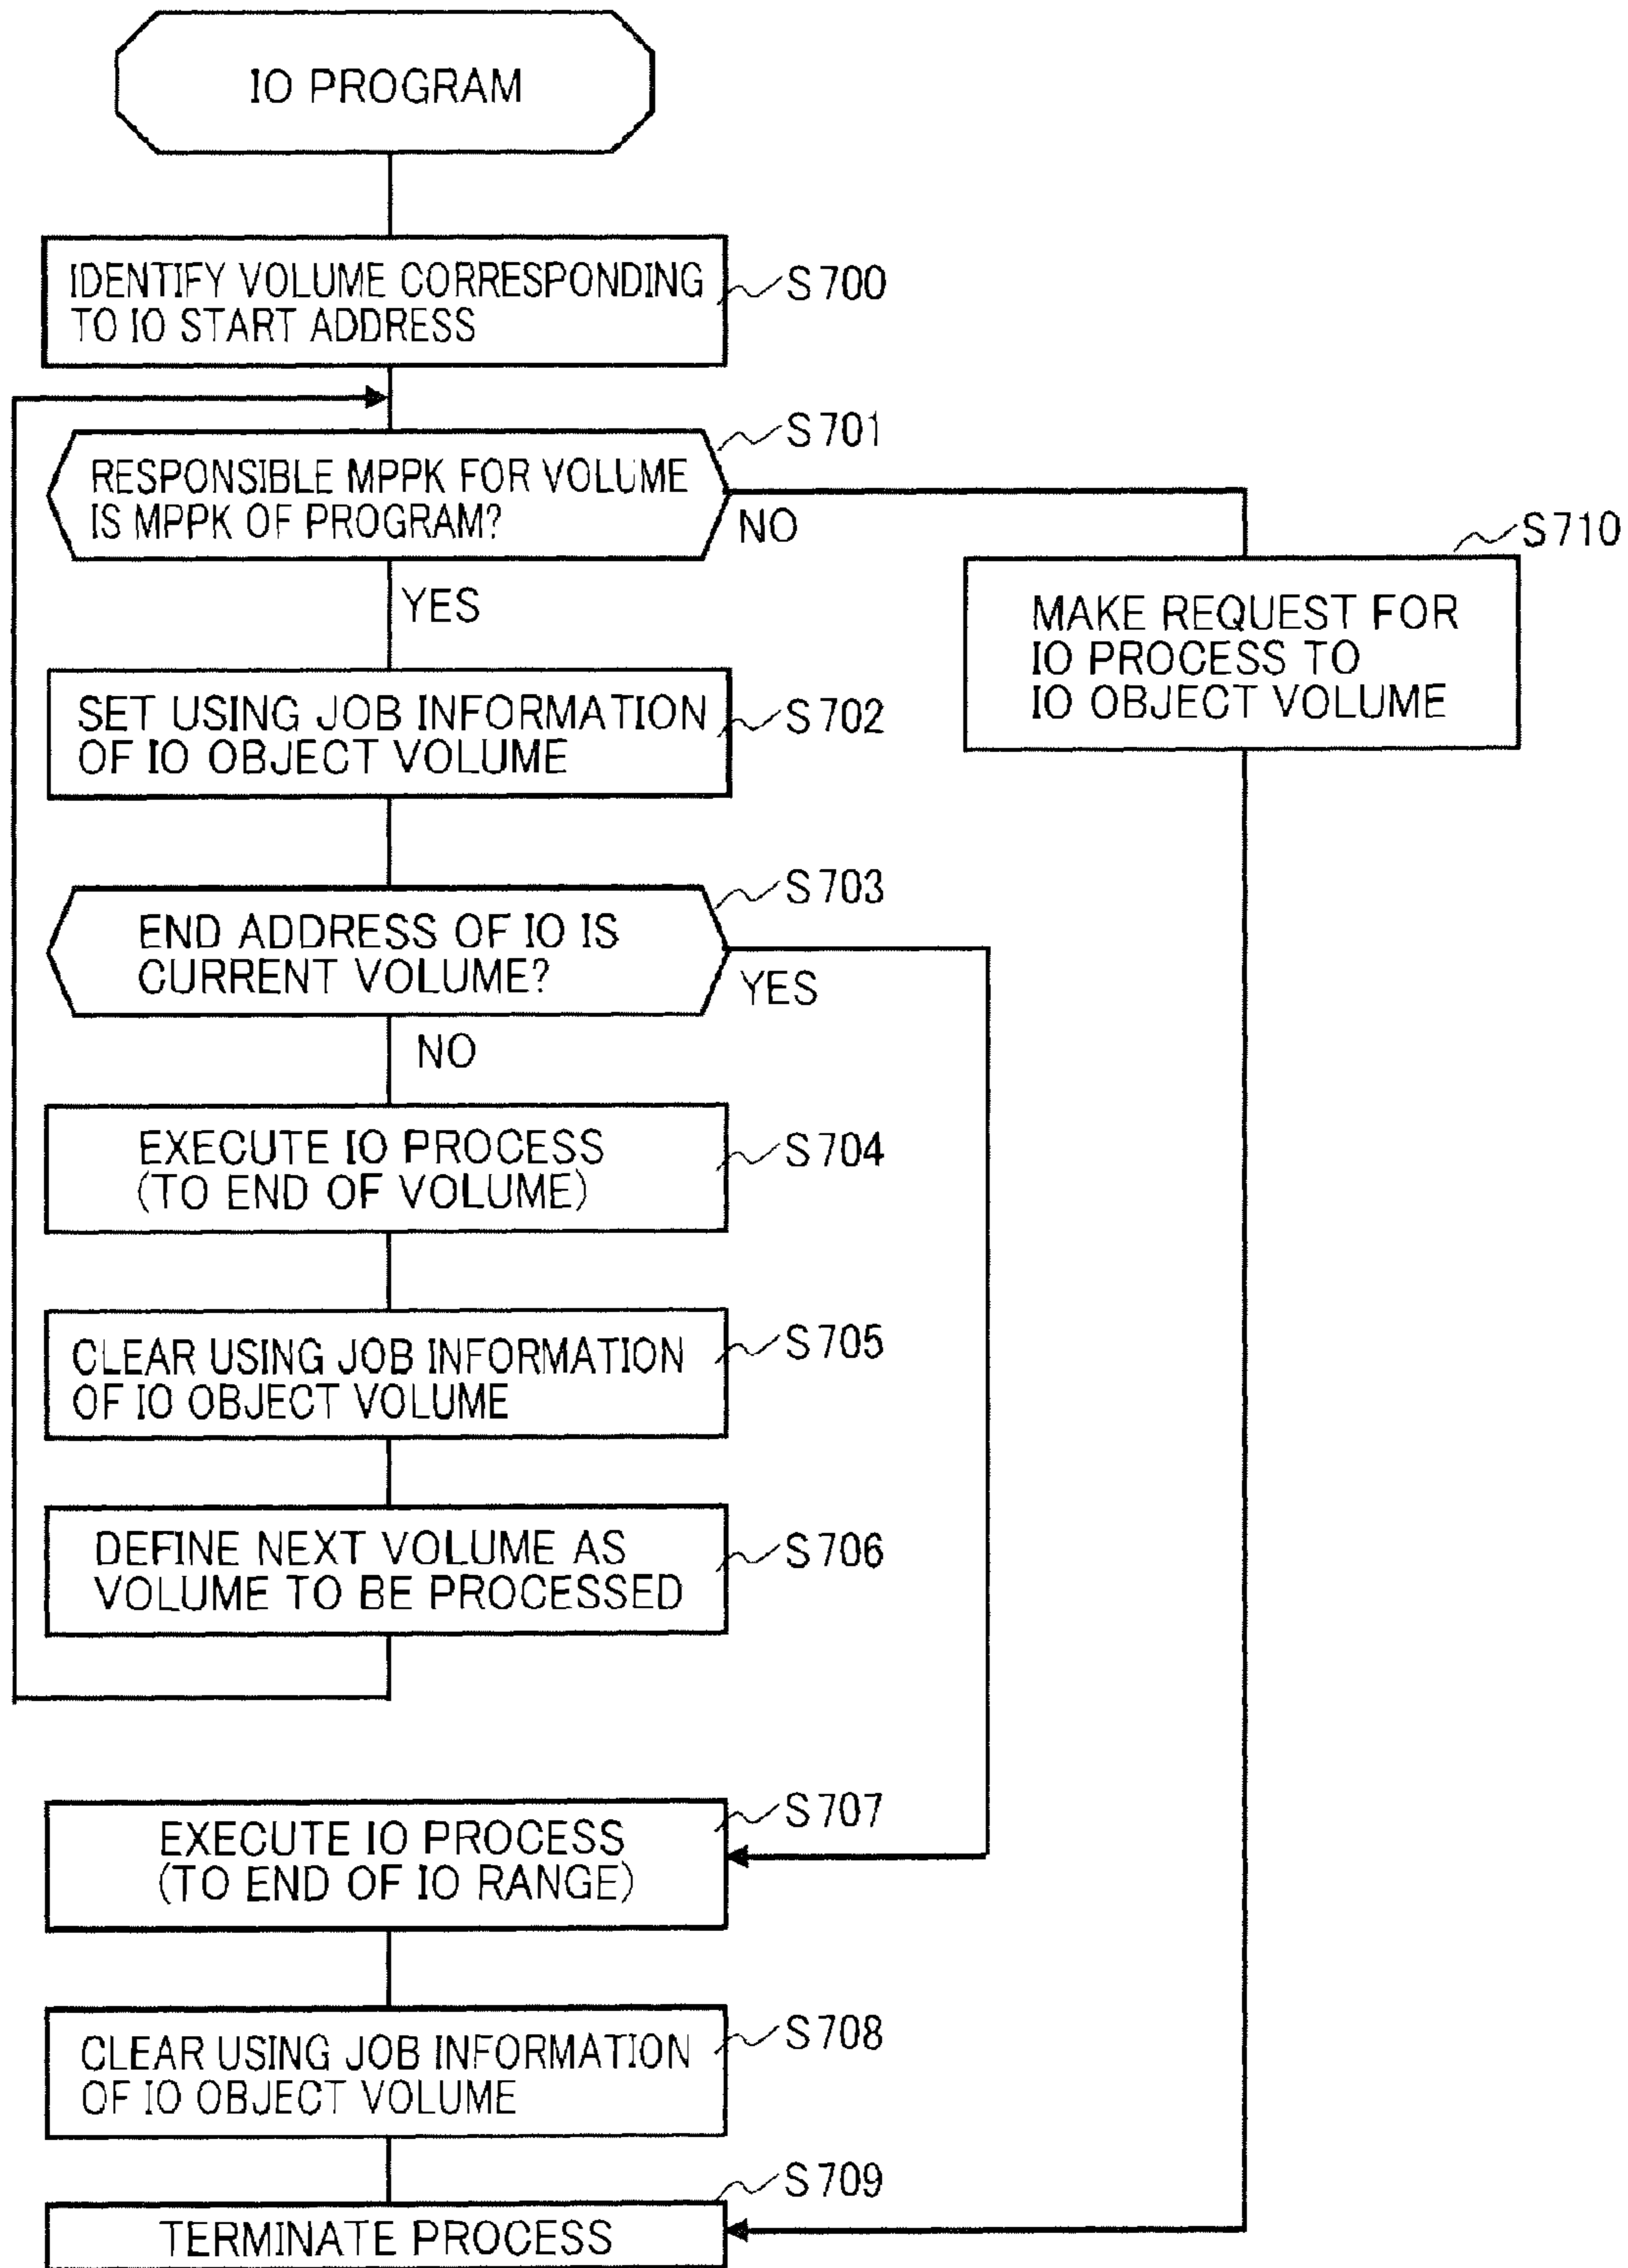 IO PROGRAM
IDENTIFY VOLUME CORRESPONDING
TO IO START ADDRESS
S700
S701
RESPONSIBLE MPPK FOR VOLUME
IS MPPK OF PROGRAM?
NO
YES
S710
MAKE REQUEST FOR
IO PROCESS TO
IO OBJECT VOLUME
SET USING JOB INFORMATION
OF IO OBJECT VOLUME
S702
S703
END ADDRESS OF IO IS
CURRENT VOLUME?
YES
NO
EXECUTE IO PROCESS
(TO END OF VOLUME)
S704
CLEAR USING JOB INFORMATION
OF IO OBJECT VOLUME
S705
DEFINE NEXT VOLUME AS
VOLUME TO BE PROCESSED
S706
S707
EXECUTE IO PROCESS
(TO END OF IO RANGE)
CLEAR USING JOB INFORMATION
OF IO OBJECT VOLUME
S708
S709
TERMINATE PROCESS